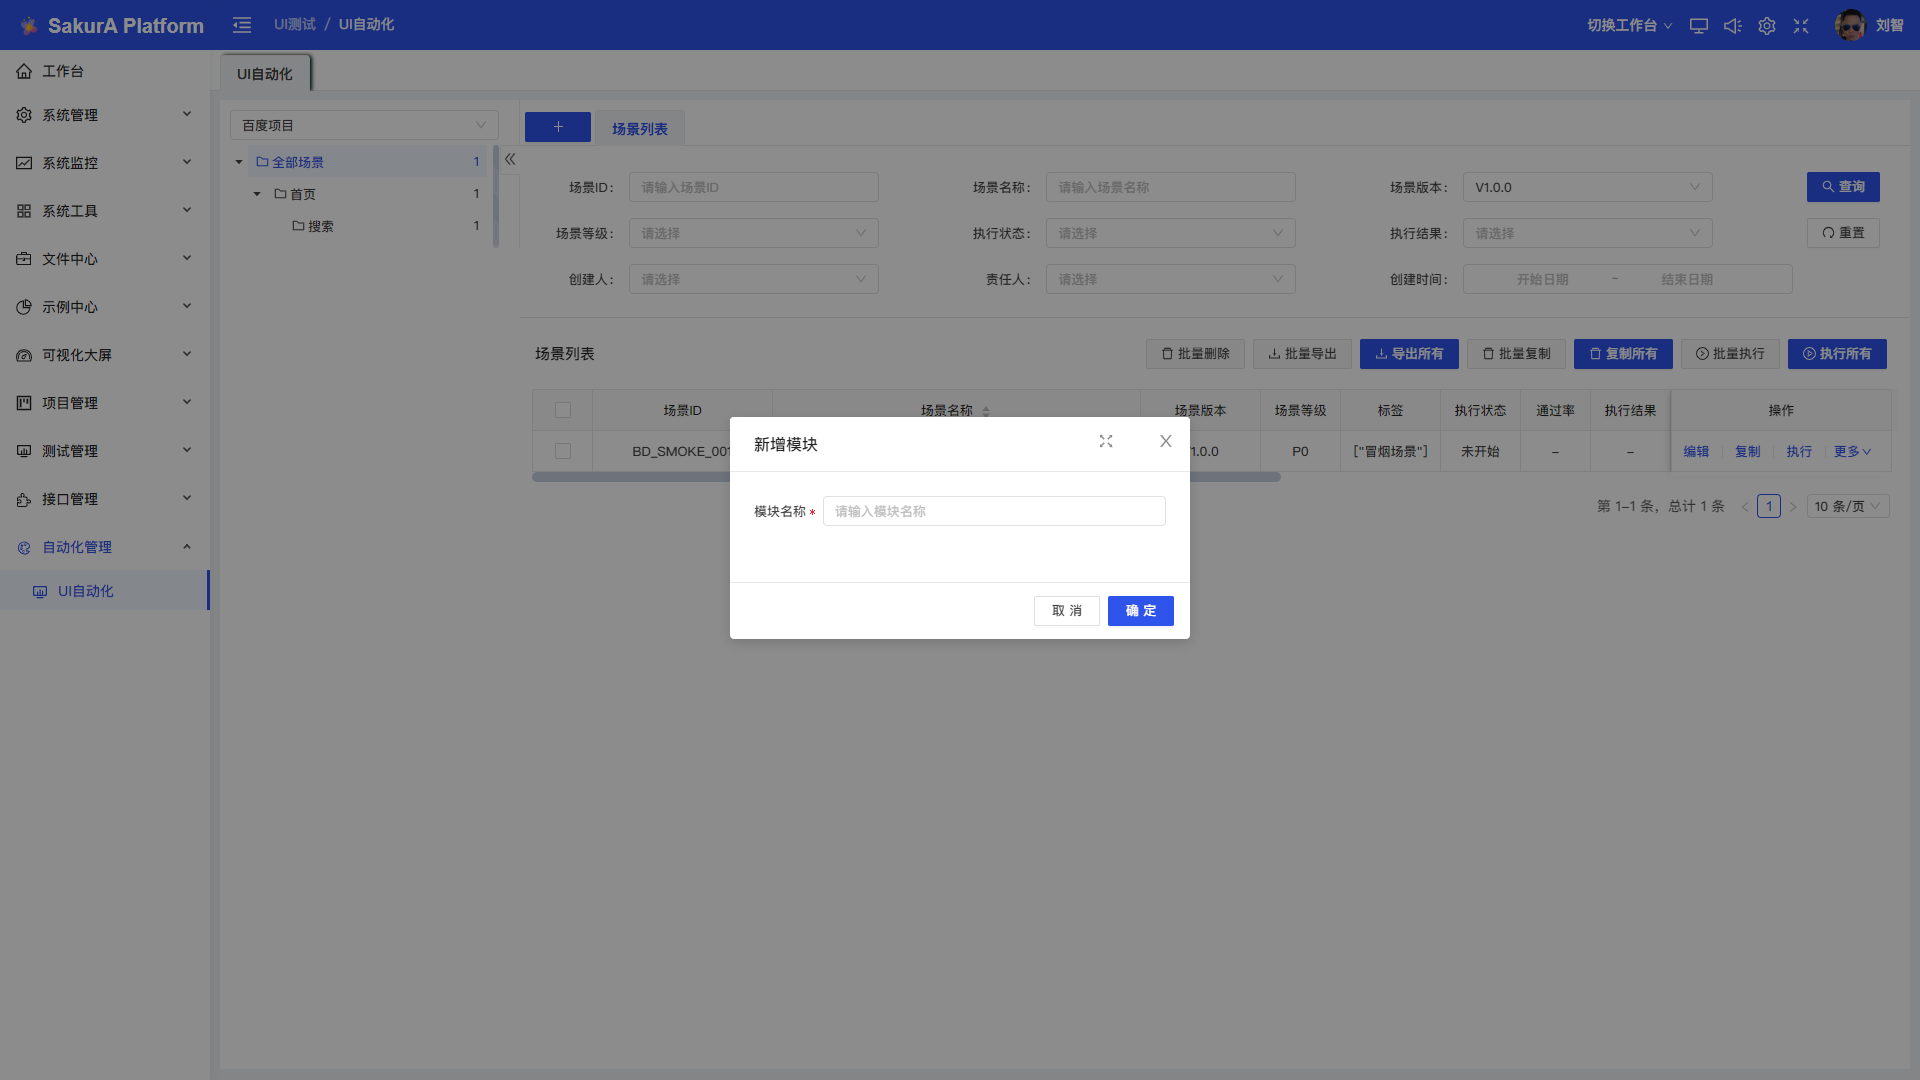 SakurA Platform
UI测试 / UI自动化
切换工作台
刘智
工作台
系统管理
系统监控
系统工具
文件中心
示例中心
可视化大屏
项目管理
测试管理
接口管理
自动化管理
UI自动化
UI自动化
百度项目
全部场景 1
首页 1
搜索 1
+ 场景列表
场景ID: 请输入场景ID 场景名称: 请输入场景名称 场景版本: V1.0.0 查询
场景等级: 请选择 执行状态: 请选择 执行结果: 请选择 重置
创建人: 请选择 责任人: 请选择 创建时间: 开始日期 ~ 结束日期
场景列表 批量删除 批量导出 导出所有 批量复制 复制所有 批量执行 执行所有
场景ID 场景名称 场景版本 场景等级 标签 执行状态 通过率 执行结果 操作
BD_SMOKE_001 1.0.0 P0 ["冒烟场景"] 未开始 - - 编辑 复制 执行 更多
第 1-1 条, 总计 1 条 < 1 > 10 条/页
新增模块
模块名称 * 请输入模块名称
取 消 确 定